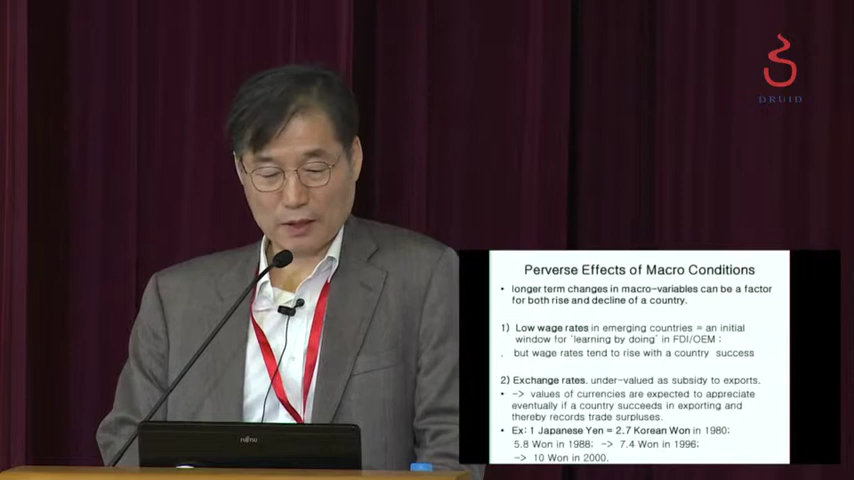 DRUID
Perverse Effects of Macro Conditions
• longer term changes in macro-variables can be a factor
for both rise and decline of a country.
1) Low wage rates in emerging countries = an initial
window for 'learning by doing' in FDI/OEM :
. but wage rates tend to rise with a country success
2) Exchange rates. under-valued as subsidy to exports.
• -> values of currencies are expected to appreciate
eventually if a country succeeds in exporting and
thereby records trade surpluses.
• Ex: 1 Japanese Yen = 2.7 Korean Won in 1980;
5.8 Won in 1988; -> 7.4 Won in 1996;
-> 10 Won in 2000.
FUJITSU